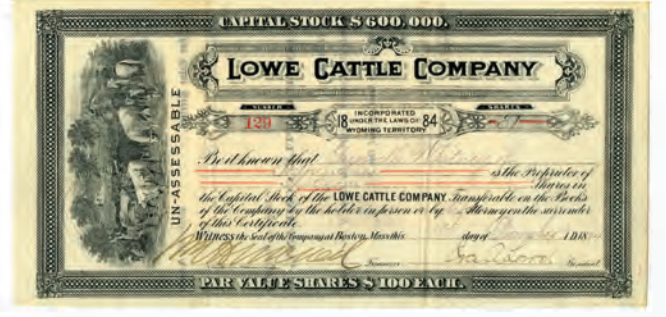 CAPITAL STOCK $600,000.
LOWE CATTLE COMPANY
UN-ASSESSABLE
NUMBER
SHARES
129
INCORPORATED
18 UNDER THE LAWS OF 84
WYOMING TERRITORY
Be it known that
is the Proprietor of
Shares in
the Capital Stock of the LOWE CATTLE COMPANY Transferable on the Books
of the Company by the holder in person or by Attorney on the surrender
of this Certificate
Witness the Seal of the Company at Boston, Mass this day of A.D. 18
Treasurer President
PAR VALUE SHARES $100 EACH.